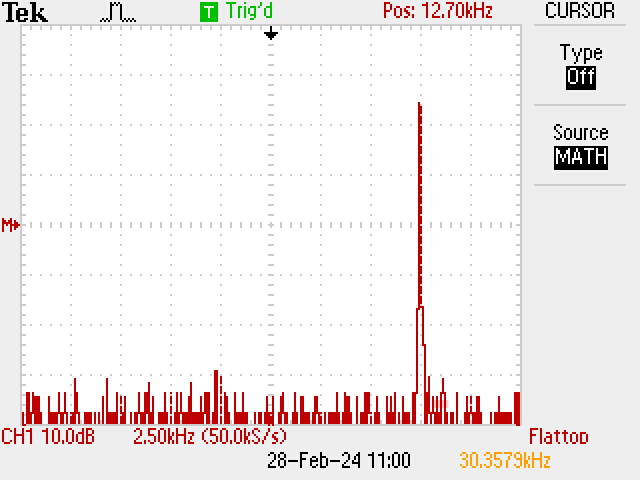 Tek T Trig'd Pos: 12.70kHz CURSOR
Type
Off
Source
MATH
M
CH1 10.0dB 2.50kHz (50.0kS/s) Flattop
28-Feb-24 11:00 30.3579kHz